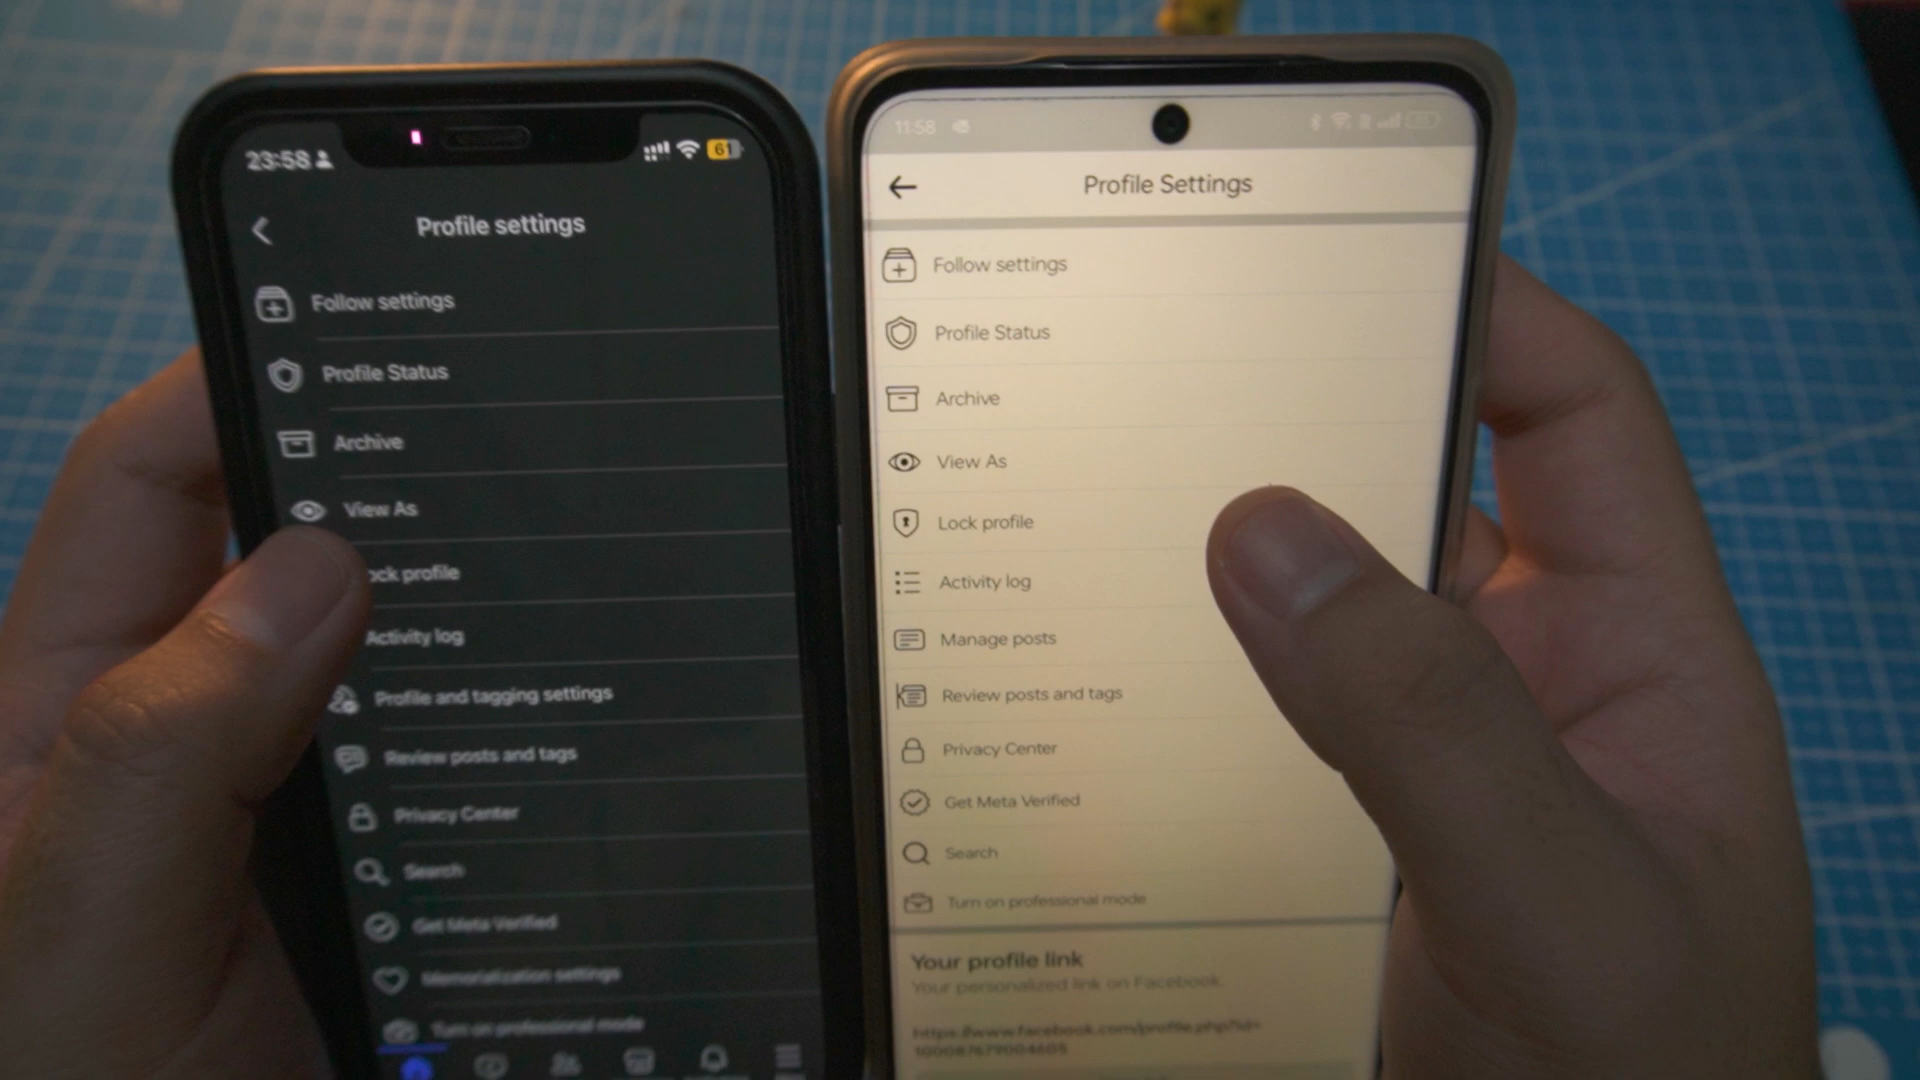 23:58
61
Profile settings
Follow settings
Profile Status
Archive
View As
ock profile
Activity log
Profile and tagging settings
Review posts and tags
Privacy Center
Search
Get Meta Verified
Memorialization settings
Turn on professional mode
11:58
Profile Settings
Follow settings
Profile Status
Archive
View As
Lock profile
Activity log
Manage posts
Review posts and tags
Privacy Center
Get Meta Verified
Search
Turn on professional mode
Your profile link
Your personalized link on Facebook.
https://www.facebook.com/profile.php?id=